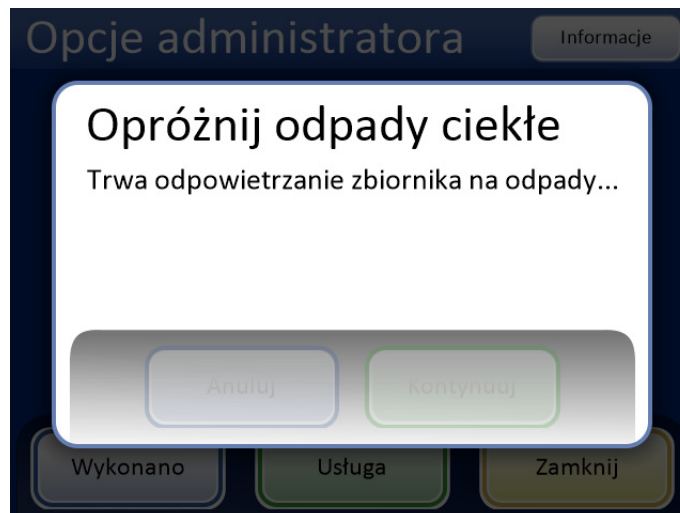 Opcje administratora
Informacje
Opróżnij odpady ciekłe
Trwa odpowietrzanie zbiornika na odpady...
Anuluj
Kontynuuj
Wykonano
Usługa
Zamknij